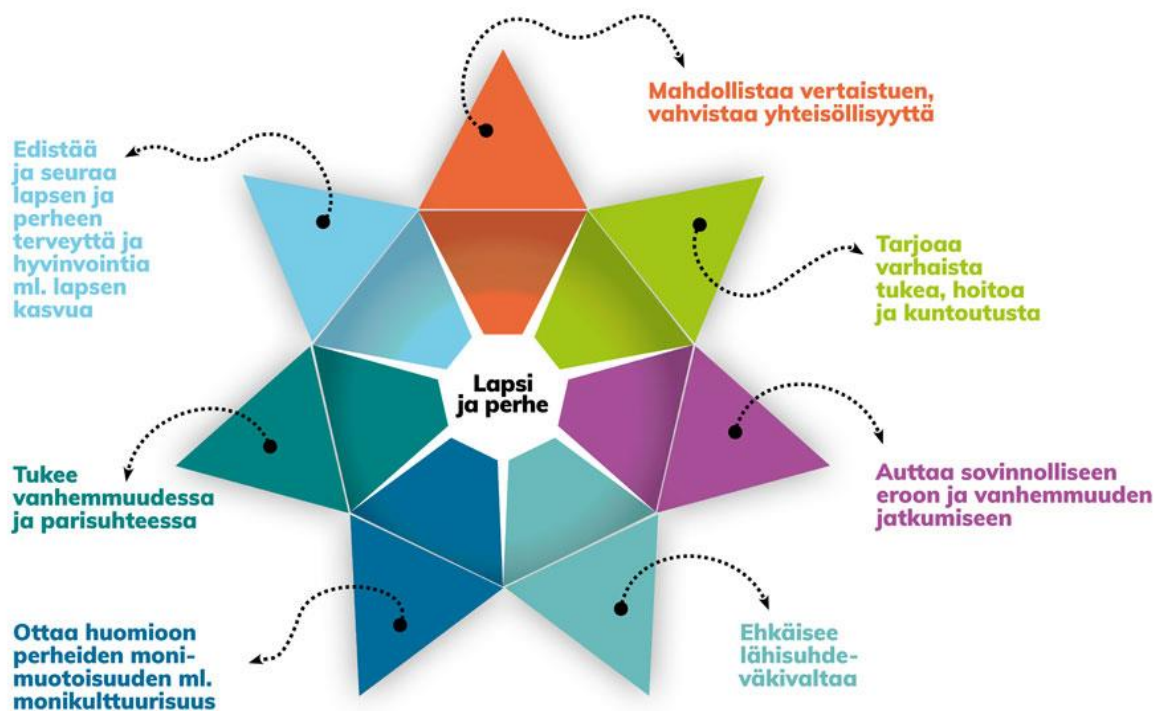 Mahdollistaa vertaistuen,
vahvistaa yhteisöllisyyttä
Edistää
ja seuraa
lapsen ja
perheen
terveyttä ja
hyvinvointia
ml. lapsen
kasvua
Tarjoaa
varhaista
tukea, hoitoa
ja kuntoutusta
Lapsi
ja perhe
Tukee
vanhemmuudessa
ja parisuhteessa
Auttaa sovinnolliseen
eroon ja vanhemmuuden
jatkumiseen
Ottaa huomioon
perheiden moni-
muotoisuuden ml.
monikulttuurisuus
Ehkäisee
lähisuhde-
väkivaltaa